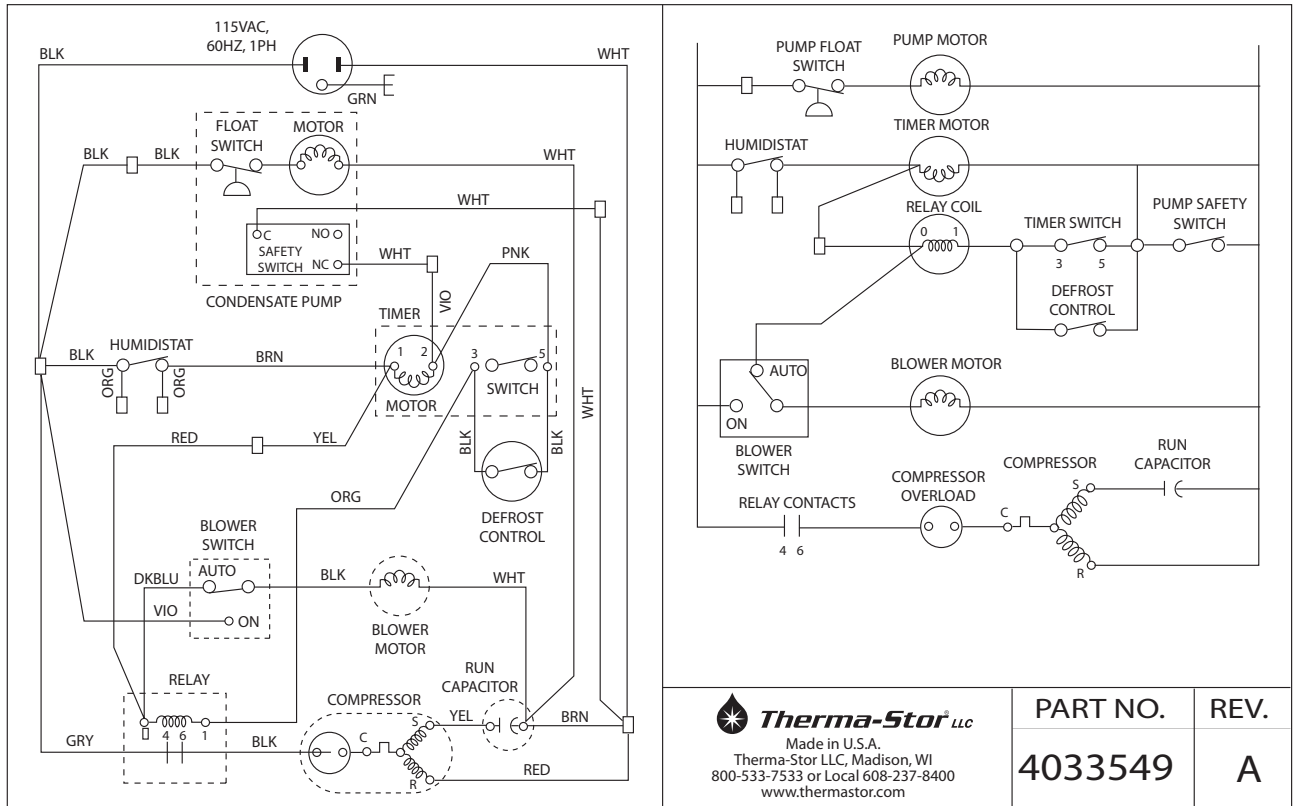 115VAC,
60HZ, 1PH
BLK
WHT
GRN
FLOAT
SWITCH
MOTOR
BLK
BLK
WHT
WHT
C
NO
SAFETY
SWITCH
NC
WHT
PNK
CONDENSATE PUMP
VIO
TIMER
HUMIDISTAT
BLK
BRN
1
2
3
5
ORG
ORG
SWITCH
MOTOR
WHT
RED
YEL
BLK
BLK
ORG
DEFROST
CONTROL
BLOWER
SWITCH
DKBLU
AUTO
BLK
WHT
VIO
ON
BLOWER
MOTOR
RELAY
RUN
CAPACITOR
COMPRESSOR
S
YEL
BRN
0
4 6
1
GRY
BLK
C
R
RED
PUMP FLOAT
SWITCH
PUMP MOTOR
TIMER MOTOR
HUMIDISTAT
RELAY COIL
0 1
TIMER SWITCH
3 5
PUMP SAFETY
SWITCH
DEFROST
CONTROL
AUTO
ON
BLOWER
SWITCH
BLOWER MOTOR
RELAY CONTACTS
4 6
COMPRESSOR
OVERLOAD
COMPRESSOR
C
S
R
RUN
CAPACITOR
Therma-Stor LLC
Made in U.S.A.
Therma-Stor LLC, Madison, WI
800-533-7533 or Local 608-237-8400
www.thermastor.com
PART NO.
4033549
REV.
A